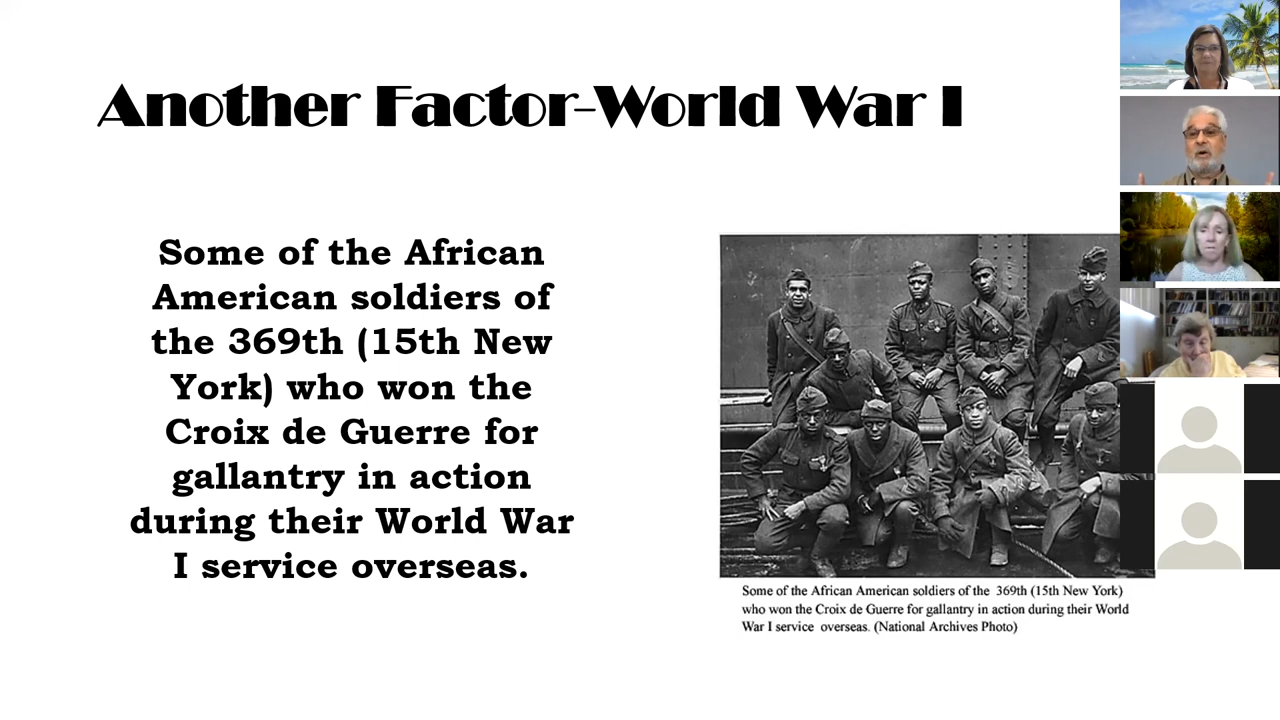 Another Factor-World War I
Some of the African
American soldiers of
the 369th (15th New
York) who won the
Croix de Guerre for
gallantry in action
during their World War
I service overseas.
Some of the African American soldiers of the 369th (15th New York)
who won the Croix de Guerre for gallantry in action during their World
War I service overseas. (National Archives Photo)